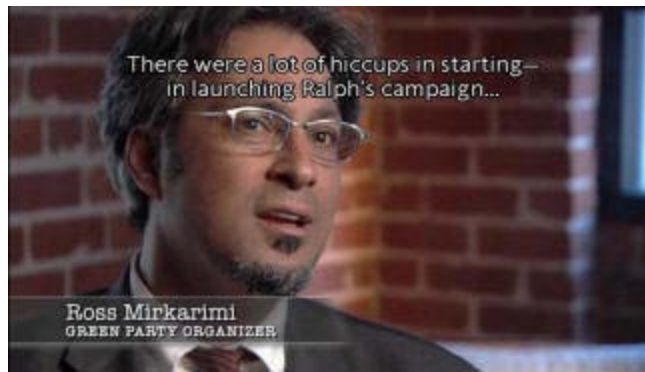 There were a lot of hiccups in starting—
in launching Ralph's campaign...
Ross Mirkarimi
GREEN PARTY ORGANIZER